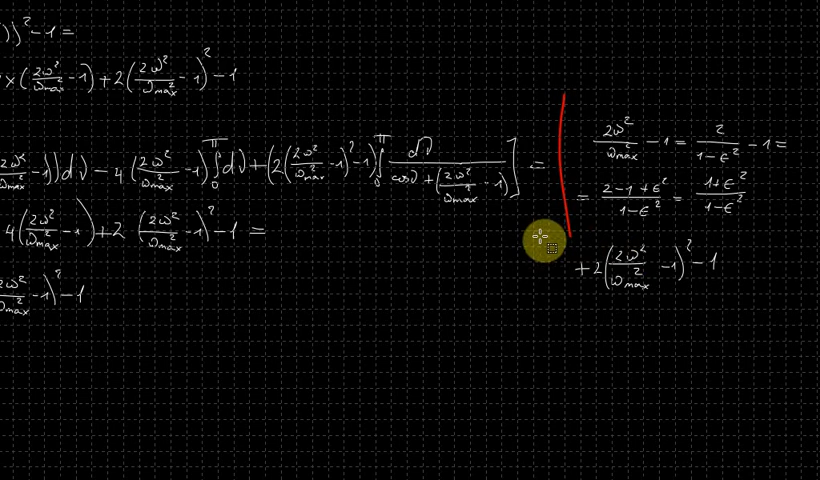 ))² - 1 =
x (2ω²/ω²max - 1) + 2(2ω²/ω²max - 1)² - 1
2ω²/ω²max - 1))dϑ - 4(2ω²/ω²max - 1) ∫₀^π dϑ + (2(2ω²/ω²max - 1)² - 1) ∫₀^π dϑ/(cosϑ + (2ω²/ω²max - 1))] =
4(2ω²/ω²max - 1) + 2(2ω²/ω²max - 1)² - 1 =
2ω²/ω²max - 1)² - 1
2ω²/ω²max - 1 = 2/(1-ϵ²) - 1 =
= (2-1+ϵ²)/(1-ϵ²) = (1+ϵ²)/(1-ϵ²)
+ 2(2ω²/ω²max - 1)² - 1